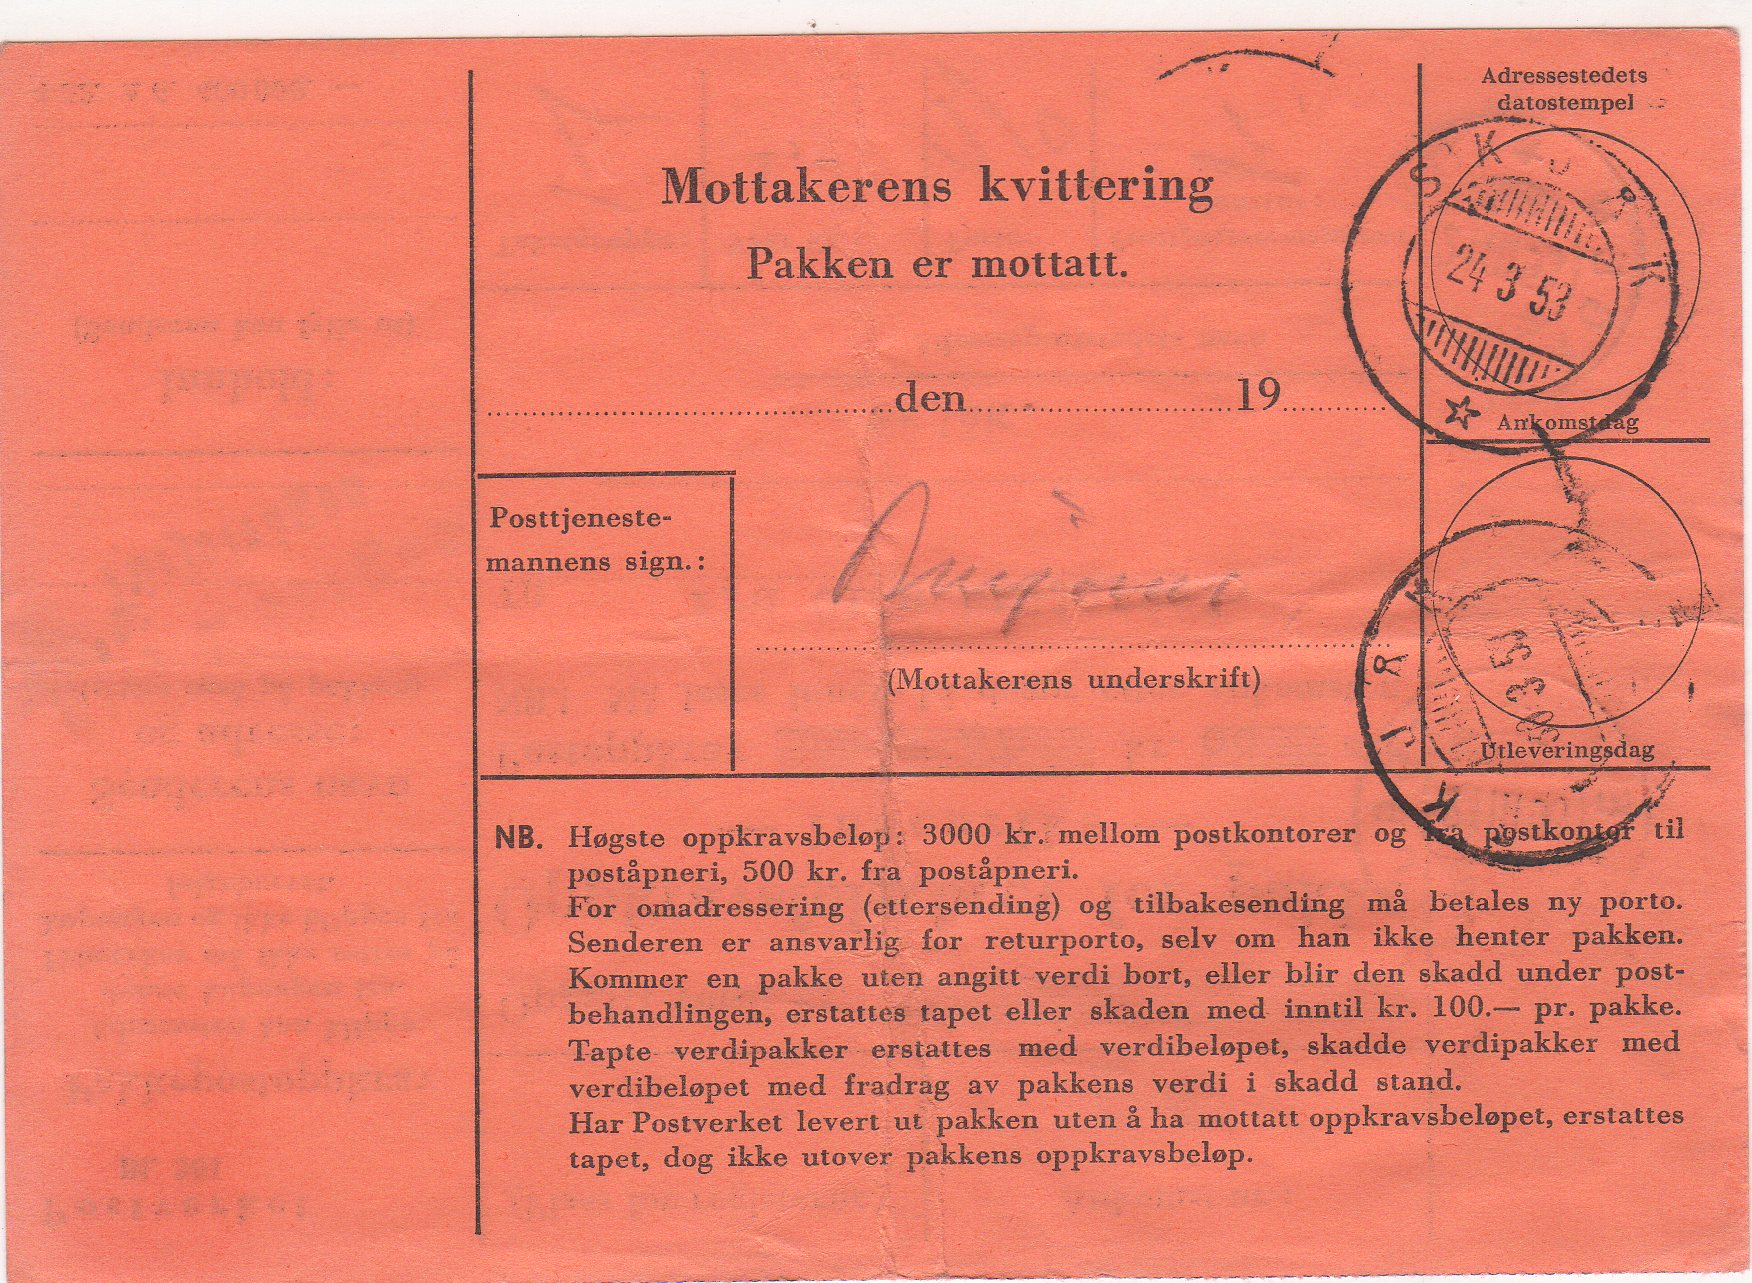 Adressestedets
datostempel
SKJÅK
24 3 53
Ankomstdag
Mottakerens kvittering
Pakken er mottatt.
den 19
Posttjeneste-
mannens sign.:
(Mottakerens underskrift)
SKJÅK
30 3 53
Utleveringsdag
NB. Høgste oppkravsbeløp: 3000 kr. mellom postkontorer og fra postkontor til
poståpneri, 500 kr. fra poståpneri.
For omadressering (ettersending) og tilbakesending må betales ny porto.
Senderen er ansvarlig for returporto, selv om han ikke henter pakken.
Kommer en pakke uten angitt verdi bort, eller blir den skadd under post-
behandlingen, erstattes tapet eller skaden med inntil kr. 100.— pr. pakke.
Tapte verdipakker erstattes med verdibeløpet, skadde verdipakker med
verdibeløpet med fradrag av pakkens verdi i skadd stand.
Har Postverket levert ut pakken uten å ha mottatt oppkravsbeløpet, erstattes
tapet, dog ikke utover pakkens oppkravsbeløp.